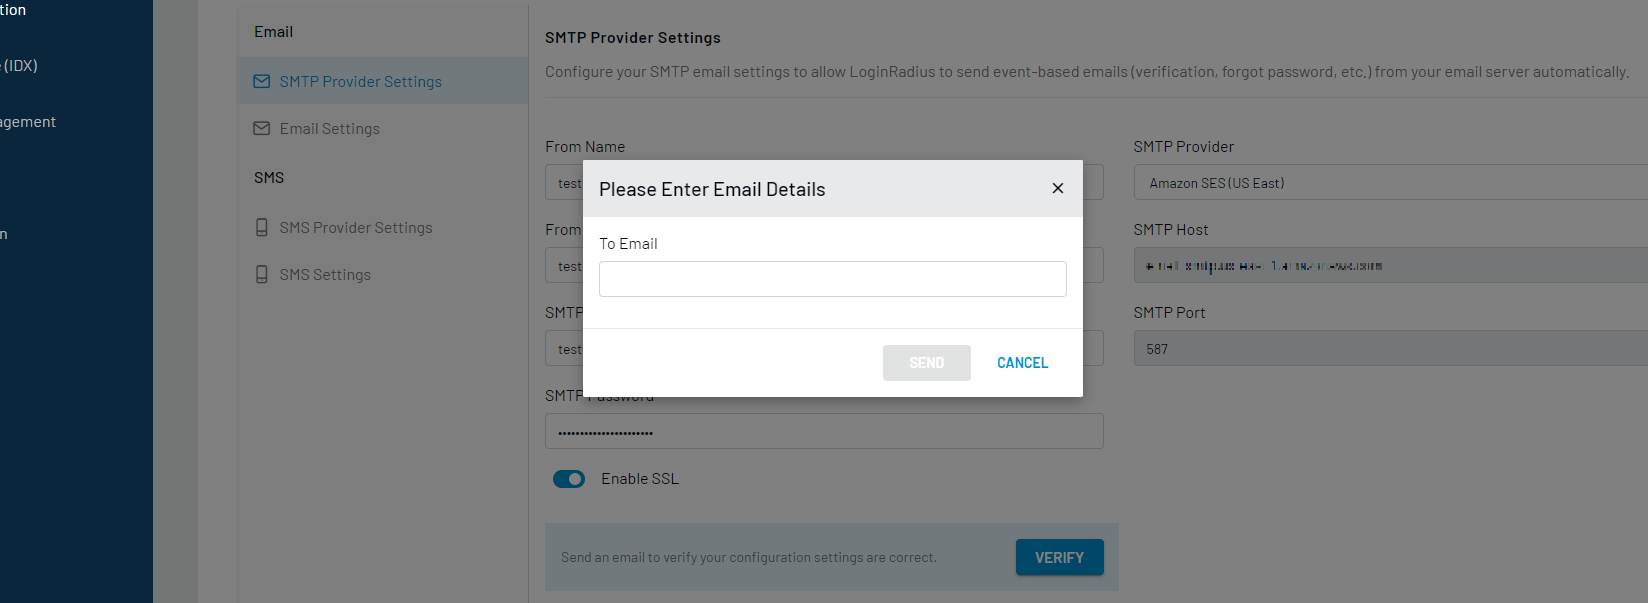 tion
(IDX)
agement
n
Email
SMTP Provider Settings
Email Settings
SMS
SMS Provider Settings
SMS Settings
SMTP Provider Settings
Configure your SMTP email settings to allow LoginRadius to send event-based emails (verification, forgot password, etc.) from your email server automatically.
From Name
test
From
test
SMTP
test
SMTP Password
••••••••••••••••••••••
Enable SSL
Send an email to verify your configuration settings are correct.
VERIFY
SMTP Provider
Amazon SES (US East)
SMTP Host
SMTP Port
587
Please Enter Email Details
To Email
SEND
CANCEL